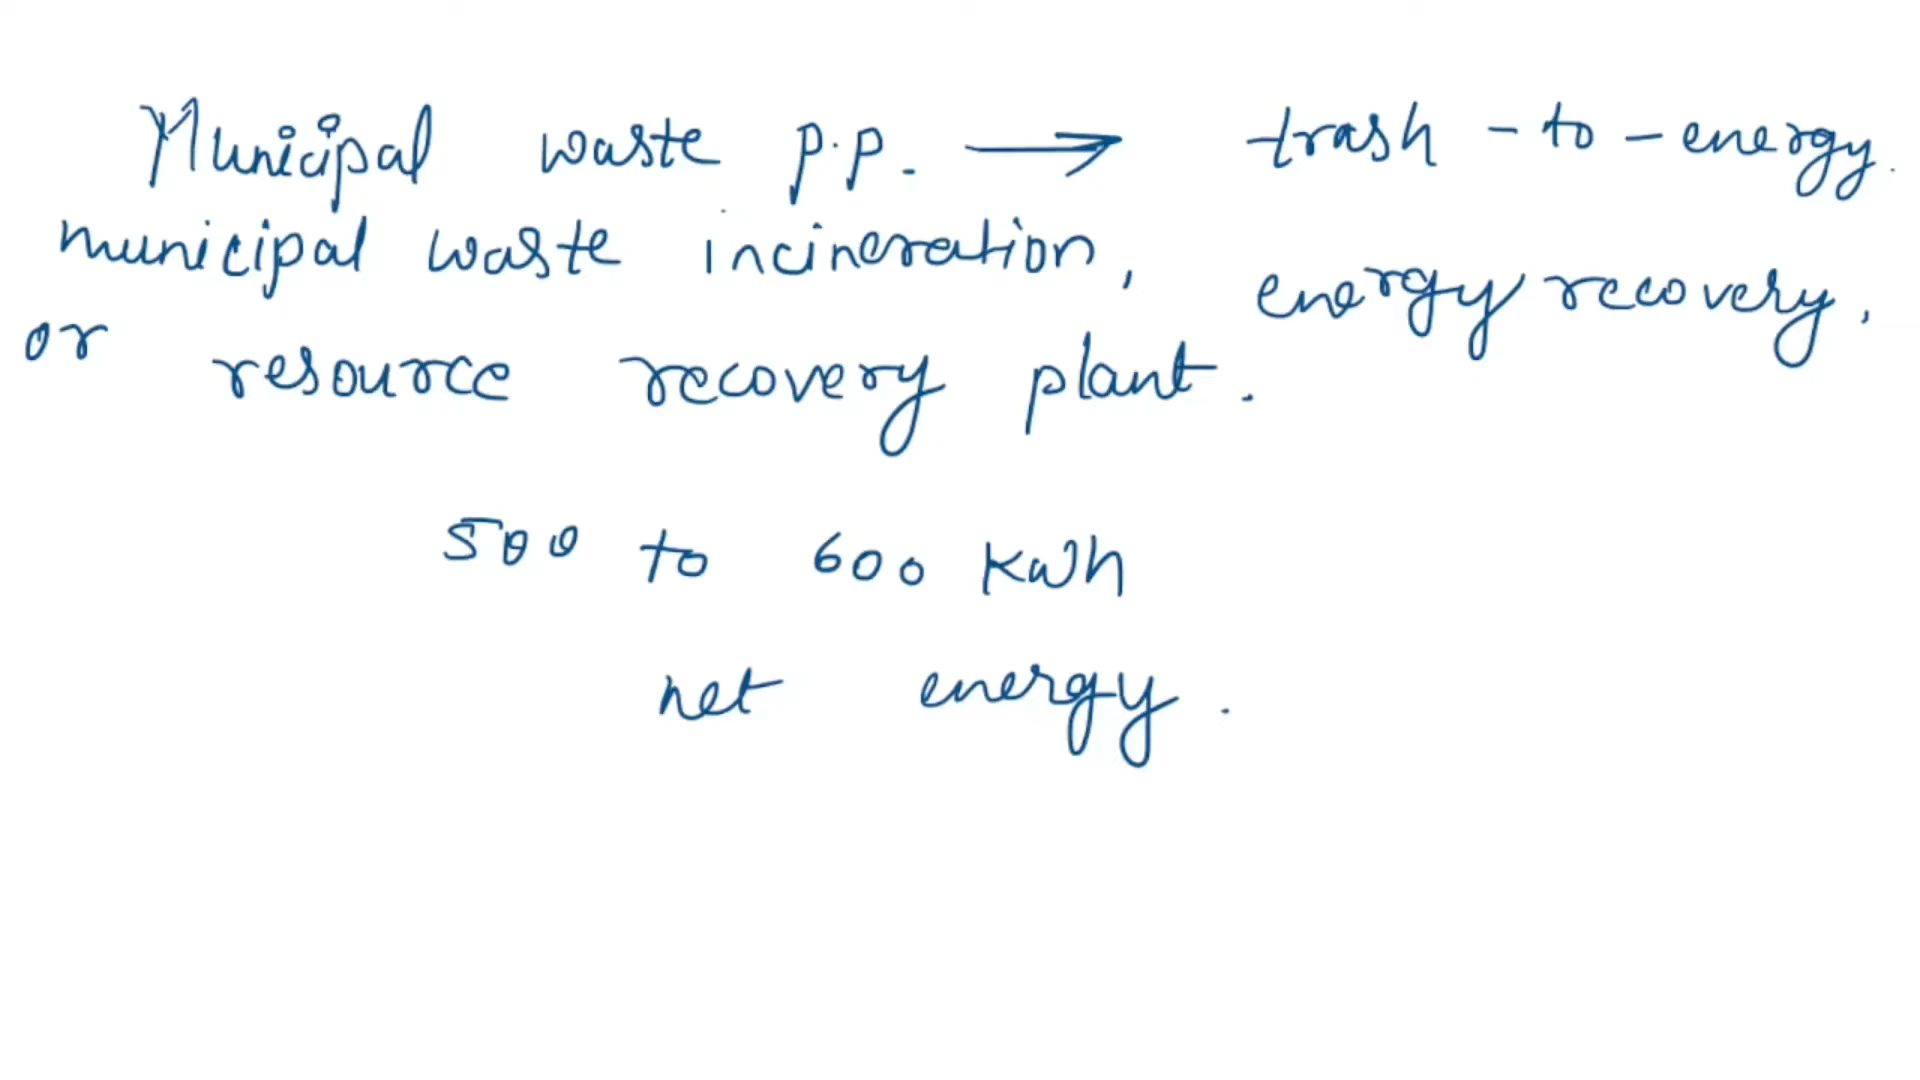 Municipal waste p.p. → trash - to - energy.
municipal waste incineration, energy recovery,
or resource recovery plant.
500 to 600 kWh
net energy.